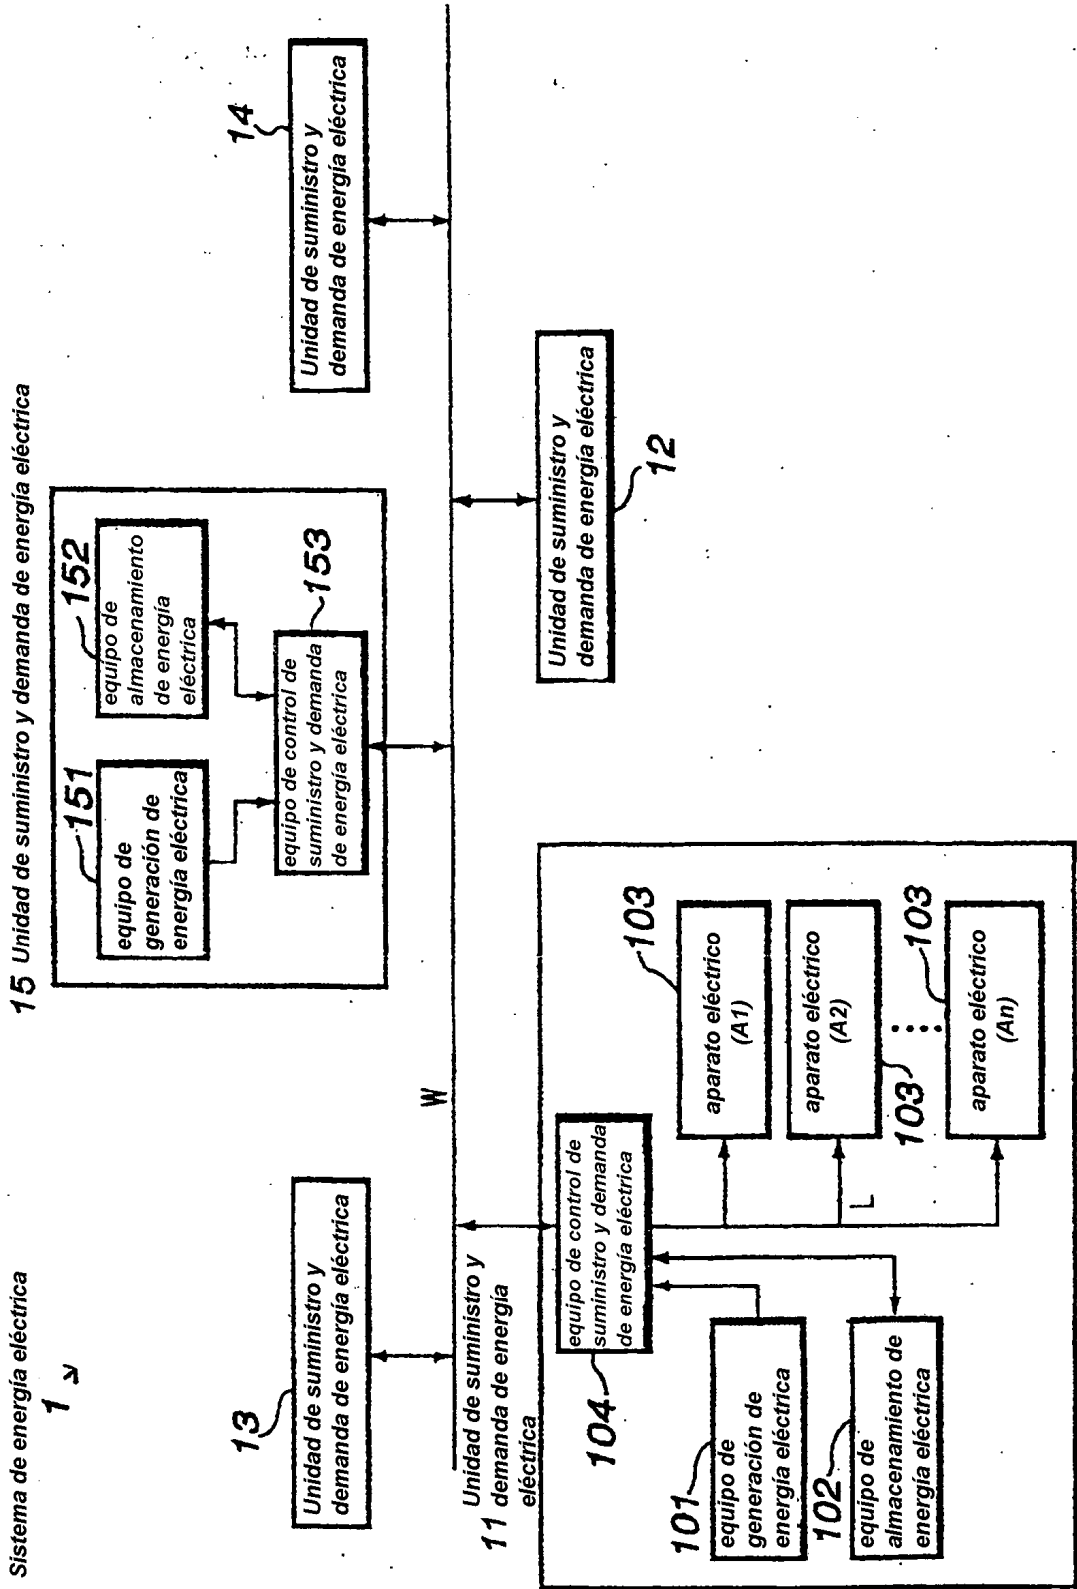 Sistema de energía eléctrica
1
15 Unidad de suministro y demanda de energía eléctrica
151
equipo de
generación de
energía eléctrica
152
equipo de
almacenamiento
de energía
eléctrica
153
equipo de control de
suministro y demanda
de energía eléctrica
13
Unidad de suministro y
demanda de energía eléctrica
14
Unidad de suministro y
demanda de energía eléctrica
W
11 Unidad de suministro y
demanda de energía
eléctrica
12
Unidad de suministro y
demanda de energía eléctrica
104
equipo de control de
suministro y demanda
de energía eléctrica
101
equipo de
generación de
energía eléctrica
102
equipo de
almacenamiento de
energía eléctrica
L
103
aparato eléctrico
(A1)
aparato eléctrico
(A2)
103
103
aparato eléctrico
(An)